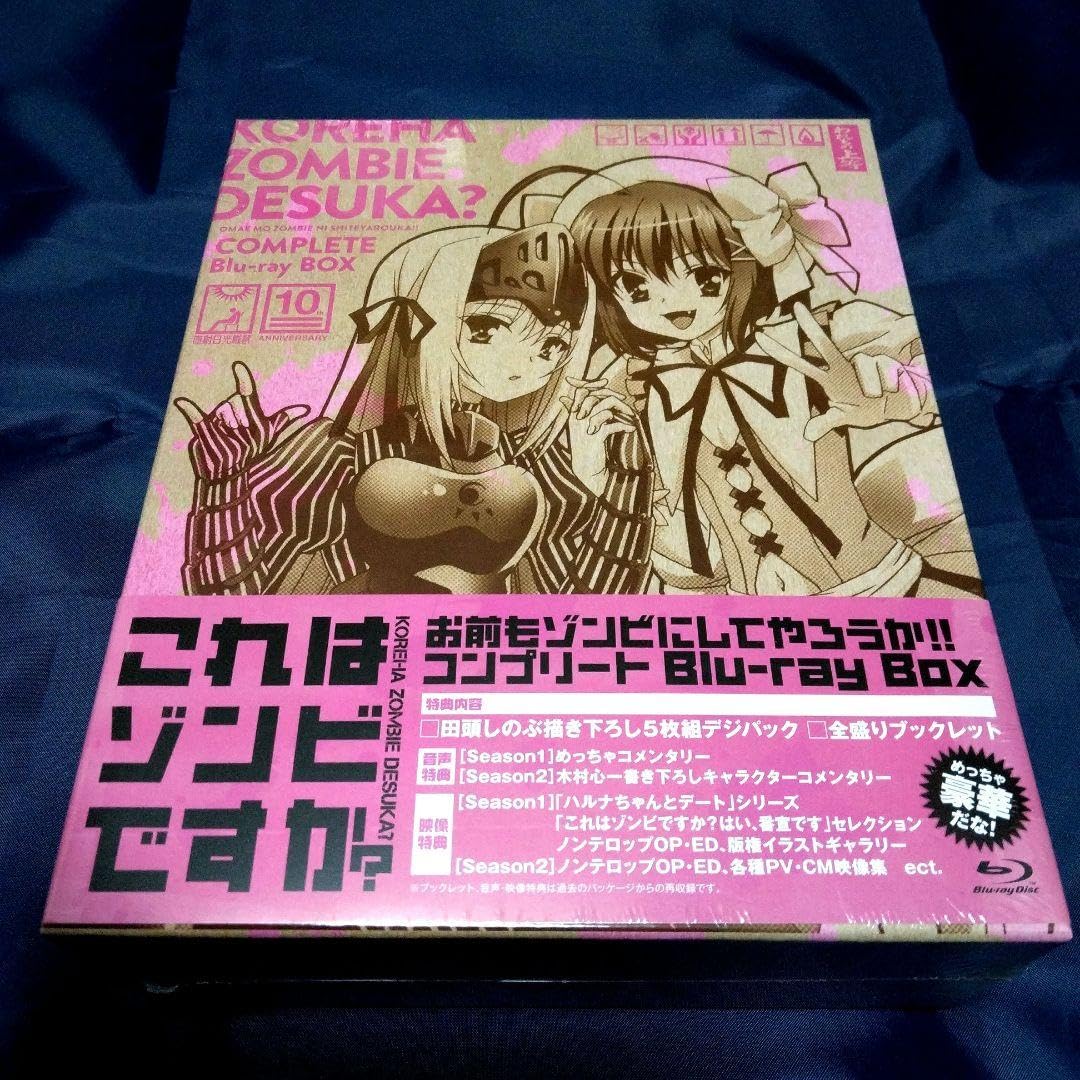 KOREHA
ZOMBIE
DESUKA?
OMAE MO ZOMBIE NI SHITEYAROUKA!!
COMPLETE
Blu-ray BOX
直射日光厳禁
10th
ANNIVERSARY
これは
ゾンビ
ですか?
KOREHA ZOMBIE DESUKA?
お前もゾンビにしてやろうか!!
コンプリート Blu-ray Box
特典内容
□田頭しのぶ描き下ろし5枚組デジパック □全盛りブックレット
音声特典
[Season1]めっちゃコメンタリー
[Season2]木村心一書き下ろしキャラクターコメンタリー
映像特典
[Season1]「ハルナちゃんとデート」シリーズ
「これはゾンビですか?はい、番宣です」セレクション
ノンテロップOP・ED、版権イラストギャラリー
[Season2]ノンテロップOP・ED、各種PV・CM映像集 ect.
※ブックレット、音声・映像特典は過去のパッケージからの再収録です。
めっちゃ
豪華
だな!
Blu-ray Disc